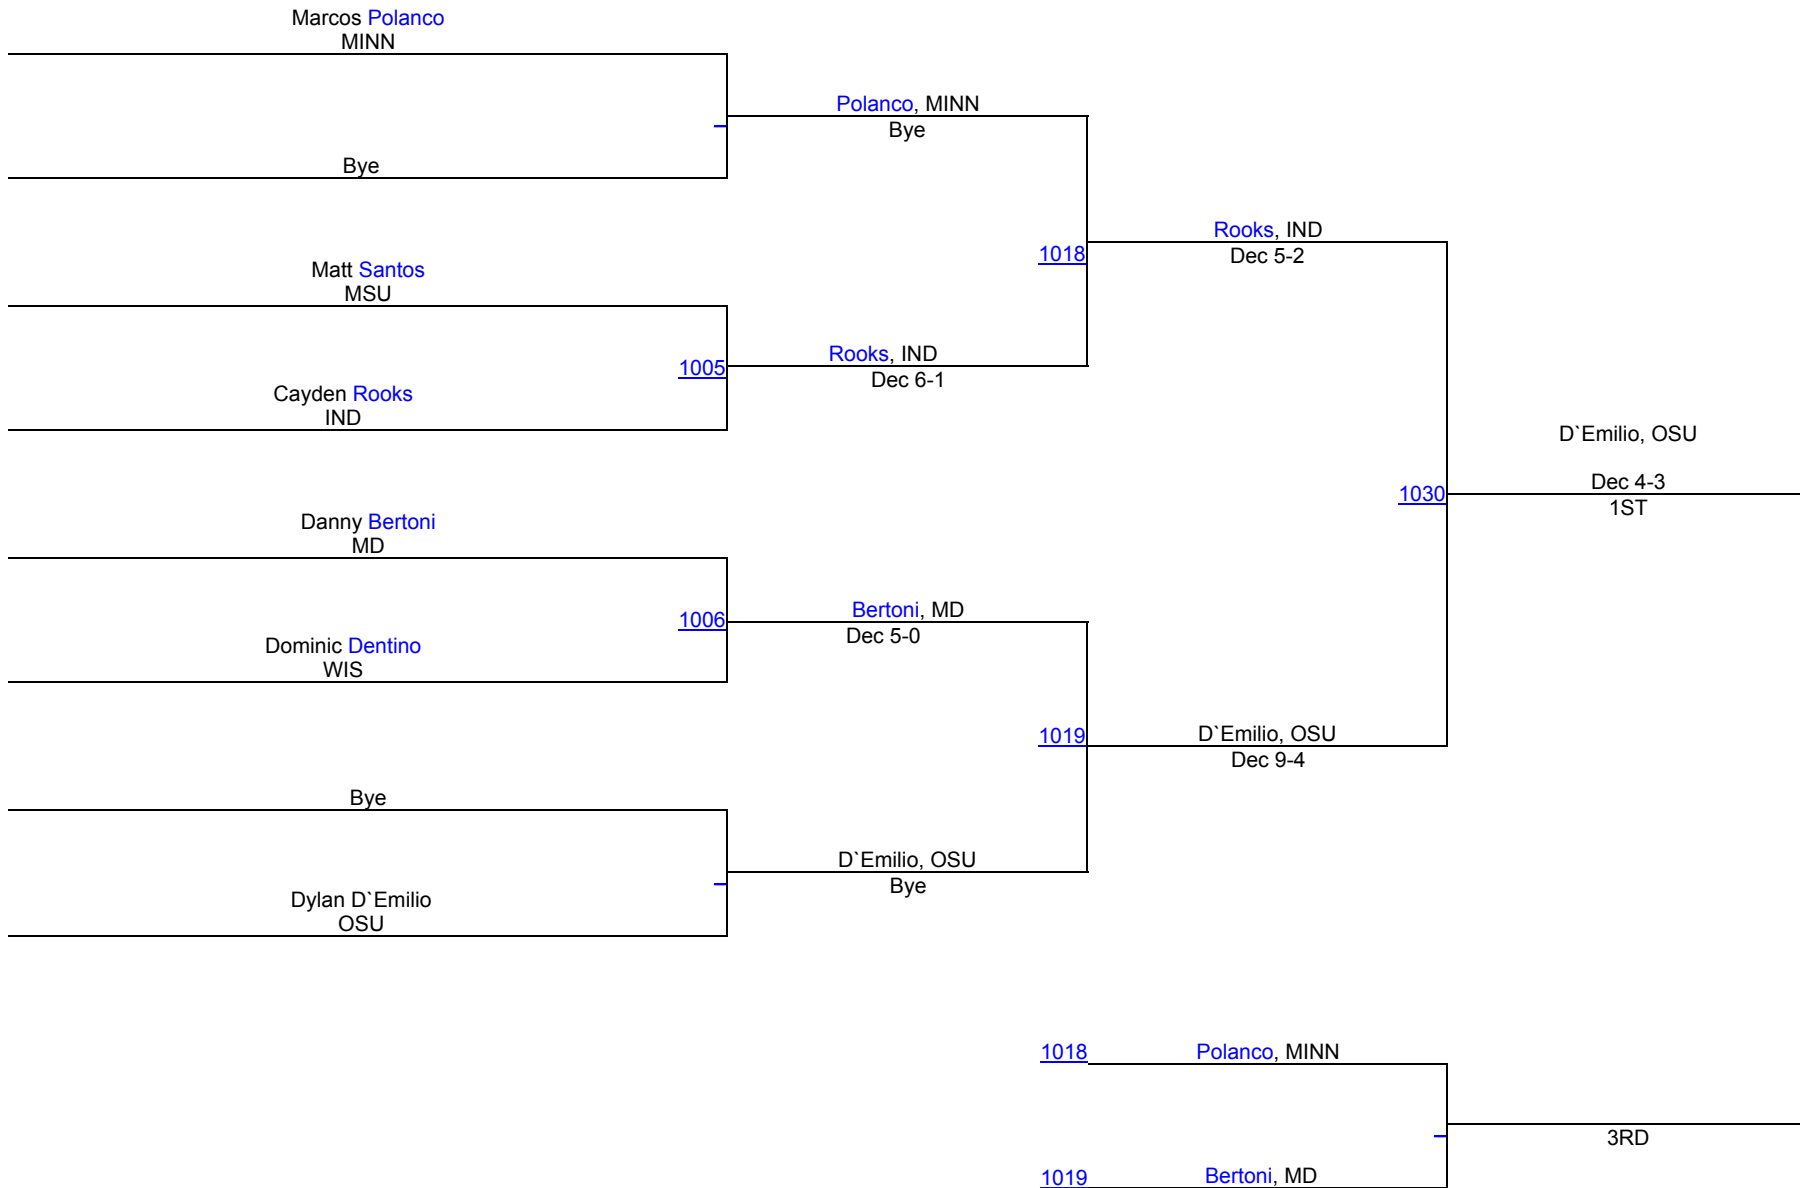 Marcos Polanco
MINN
Polanco, MINN
Bye
Bye
Rooks, IND
1018
Dec 5-2
Matt Santos
MSU
Rooks, IND
1005
Dec 6-1
Cayden Rooks
IND
D`Emilio, OSU
Dec 4-3
1030
1ST
Danny Bertoni
MD
Bertoni, MD
1006
Dec 5-0
Dominic Dentino
WIS
D`Emilio, OSU
1019
Dec 9-4
Bye
D`Emilio, OSU
Bye
Dylan D`Emilio
OSU
1018 Polanco, MINN
3RD
1019 Bertoni, MD